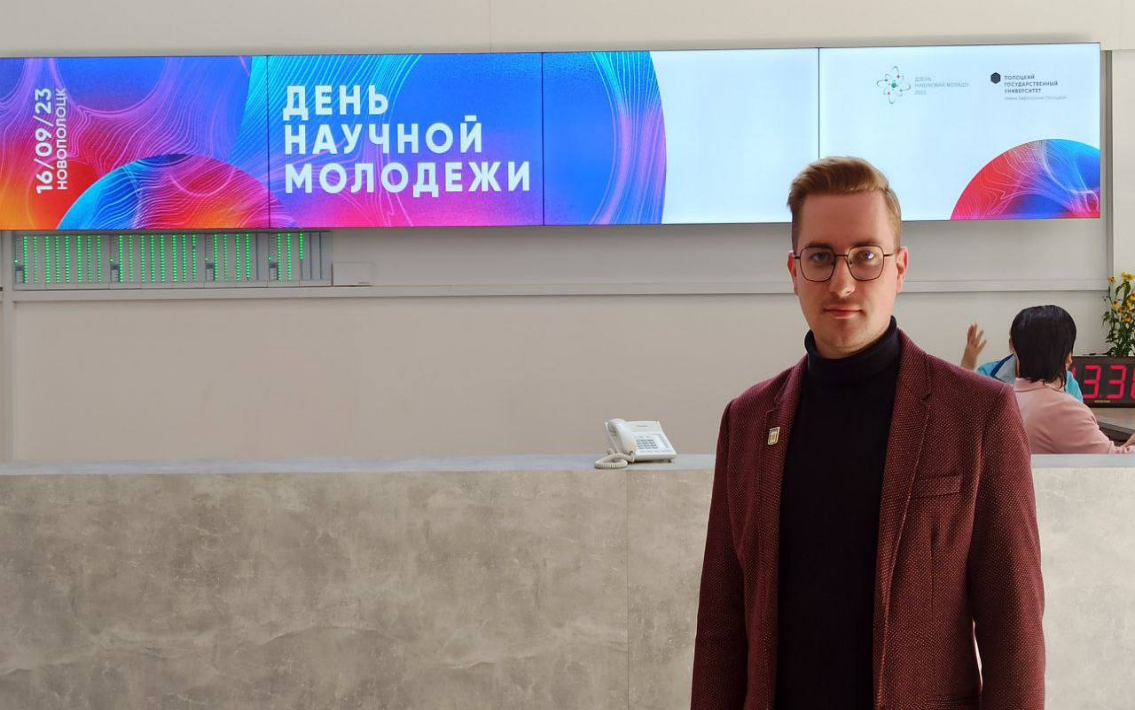 16/09/23
НОВОПОЛОЦК
ДЕНЬ
НАУЧНОЙ
МОЛОДЕЖИ
ПОЛОЦКИЙ
ГОСУДАРСТВЕННЫЙ
УНИВЕРСИТЕТ